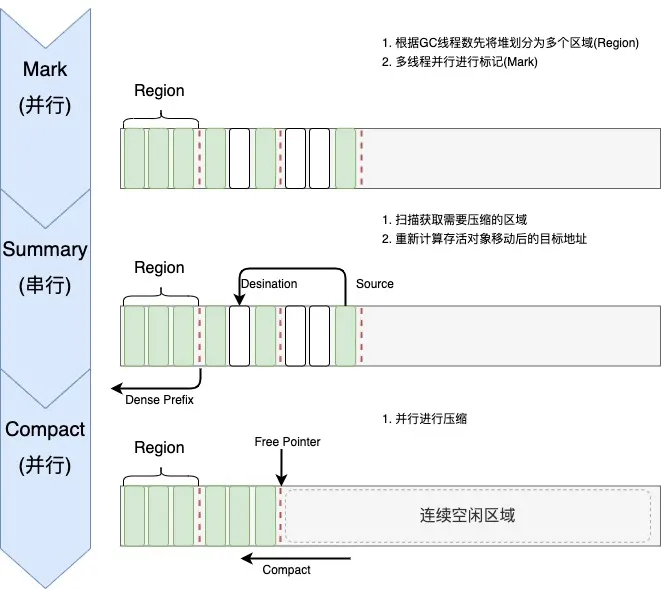 Mark
(并行)
1. 根据GC线程数先将堆划分为多个区域(Region)
2. 多线程并行进行标记(Mark)
Region
Summary
(串行)
1. 扫描获取需要压缩的区域
2. 重新计算存活对象移动后的目标地址
Region
Desination
Source
Dense Prefix
Compact
(并行)
1. 并行进行压缩
Region
Free Pointer
连续空闲区域
Compact